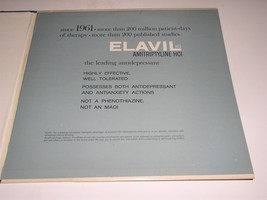 since 1961 • more than 200 million patient-days
of therapy • more than 200 published studies
ELAVIL
AMITRIPTYLINE HCl
the leading antidepressant
HIGHLY EFFECTIVE
WELL TOLERATED
POSSESSES BOTH ANTIDEPRESSANT
AND ANTIANXIETY ACTIONS
NOT A PHENOTHIAZINE,
NOT AN MAOI